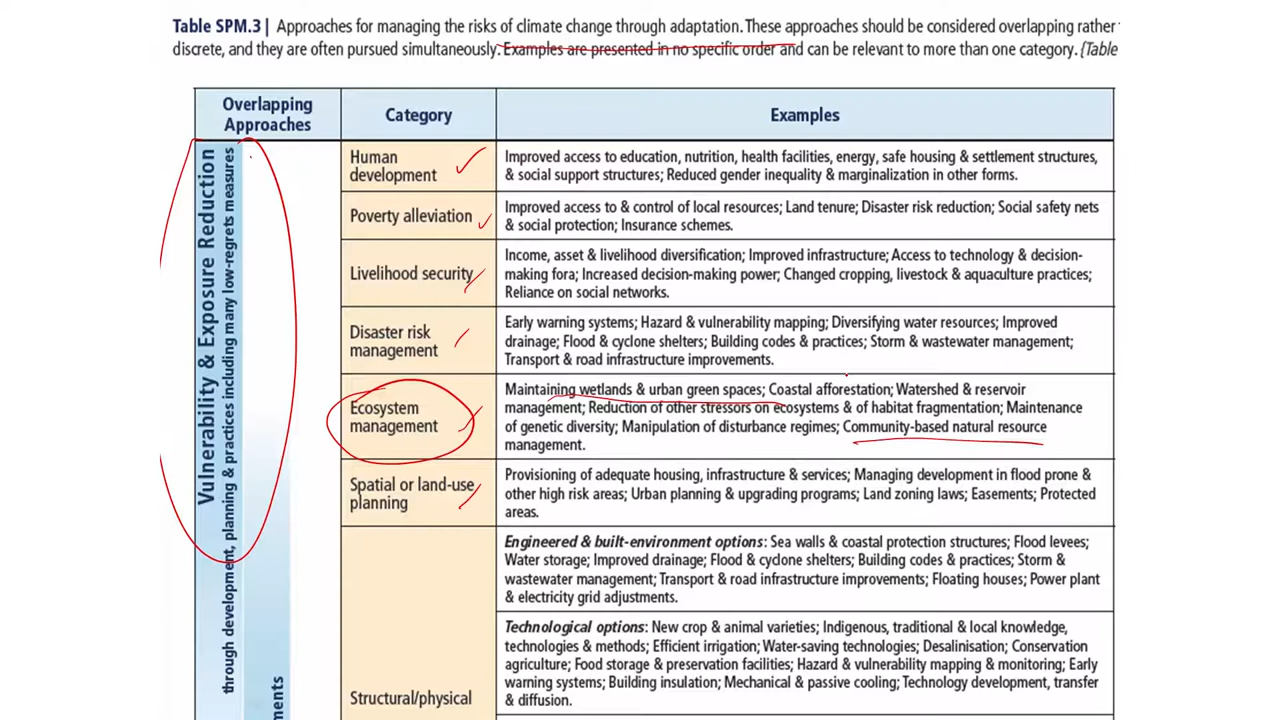 Table SPM.3 | Approaches for managing the risks of climate change through adaptation. These approaches should be considered overlapping rather
discrete, and they are often pursued simultaneously. Examples are presented in no specific order and can be relevant to more than one category. {Table
Overlapping
Approaches
Category
Examples
Vulnerability & Exposure Reduction
through development, planning & practices including many low-regrets measures
Human
development
Improved access to education, nutrition, health facilities, energy, safe housing & settlement structures,
& social support structures; Reduced gender inequality & marginalization in other forms.
Poverty alleviation
Improved access to & control of local resources; Land tenure; Disaster risk reduction; Social safety nets
& social protection; Insurance schemes.
Livelihood security
Income, asset & livelihood diversification; Improved infrastructure; Access to technology & decision-
making fora; Increased decision-making power; Changed cropping, livestock & aquaculture practices;
Reliance on social networks.
Disaster risk
management
Early warning systems; Hazard & vulnerability mapping; Diversifying water resources; Improved
drainage; Flood & cyclone shelters; Building codes & practices; Storm & wastewater management;
Transport & road infrastructure improvements.
Ecosystem
management
Maintaining wetlands & urban green spaces; Coastal afforestation; Watershed & reservoir
management; Reduction of other stressors on ecosystems & of habitat fragmentation; Maintenance
of genetic diversity; Manipulation of disturbance regimes; Community-based natural resource
management.
Spatial or land-use
planning
Provisioning of adequate housing, infrastructure & services; Managing development in flood prone &
other high risk areas; Urban planning & upgrading programs; Land zoning laws; Easements; Protected
areas.
Structural/physical
Engineered & built-environment options: Sea walls & coastal protection structures; Flood levees;
Water storage; Improved drainage; Flood & cyclone shelters; Building codes & practices; Storm &
wastewater management; Transport & road infrastructure improvements; Floating houses; Power plant
& electricity grid adjustments.
Technological options: New crop & animal varieties; Indigenous, traditional & local knowledge,
technologies & methods; Efficient irrigation; Water-saving technologies; Desalinisation; Conservation
agriculture; Food storage & preservation facilities; Hazard & vulnerability mapping & monitoring; Early
warning systems; Building insulation; Mechanical & passive cooling; Technology development, transfer
& diffusion.
ments